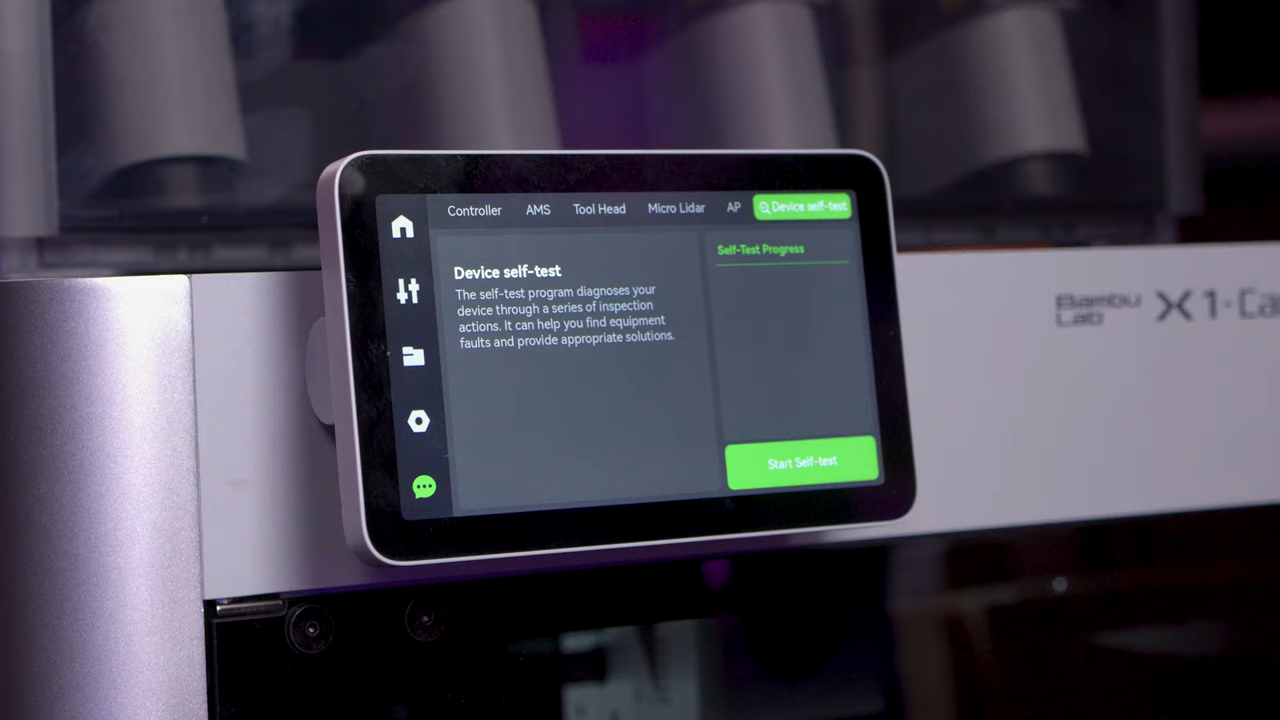 Controller AMS Tool Head Micro Lidar AP Device self-test
Device self-test
The self-test program diagnoses your
device through a series of inspection
actions. It can help you find equipment
faults and provide appropriate solutions.
Self-Test Progress
Start Self-test
Bambu
Lab
X1-Ca